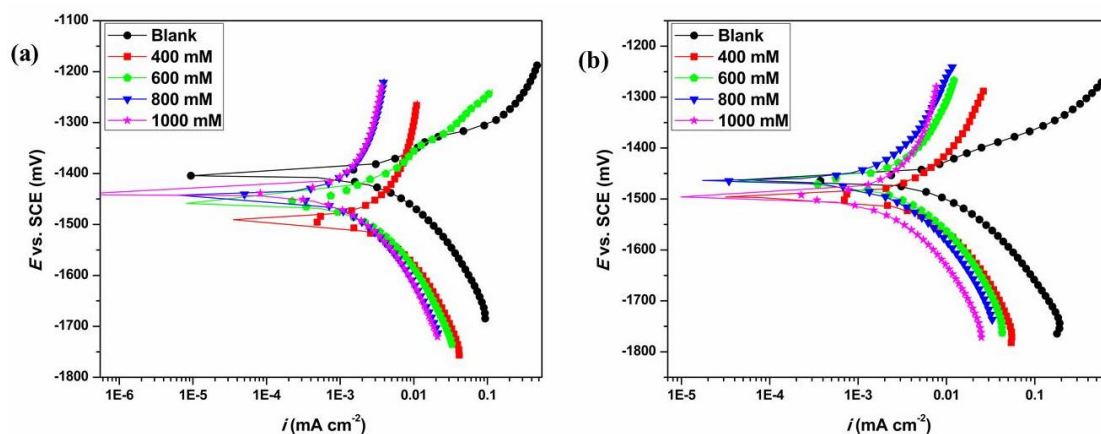 (a)
Blank
400 mM
600 mM
800 mM
1000 mM
-1100
-1200
-1300
-1400
-1500
-1600
-1700
-1800
E vs. SCE (mV)
1E-6
1E-5
1E-4
1E-3
0.01
0.1
i (mA cm⁻²)
(b)
Blank
400 mM
600 mM
800 mM
1000 mM
-1200
-1300
-1400
-1500
-1600
-1700
-1800
E vs. SCE (mV)
1E-5
1E-4
1E-3
0.01
0.1
i (mA cm⁻²)